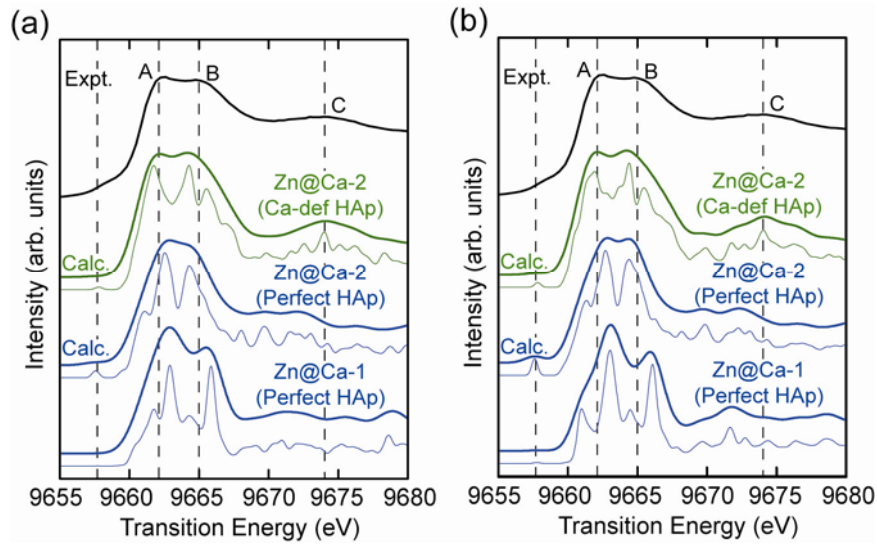 (a)
Expt.
A
B
C
Zn@Ca-2
(Ca-def HAp)
Calc.
Zn@Ca-2
(Perfect HAp)
Calc.
Zn@Ca-1
(Perfect HAp)
Intensity (arb. units)
9655 9660 9665 9670 9675 9680
Transition Energy (eV)
(b)
Expt.
A
B
C
Zn@Ca-2
(Ca-def HAp)
Calc.
Zn@Ca-2
(Perfect HAp)
Calc.
Zn@Ca-1
(Perfect HAp)
Intensity (arb. units)
9655 9660 9665 9670 9675 9680
Transition Energy (eV)